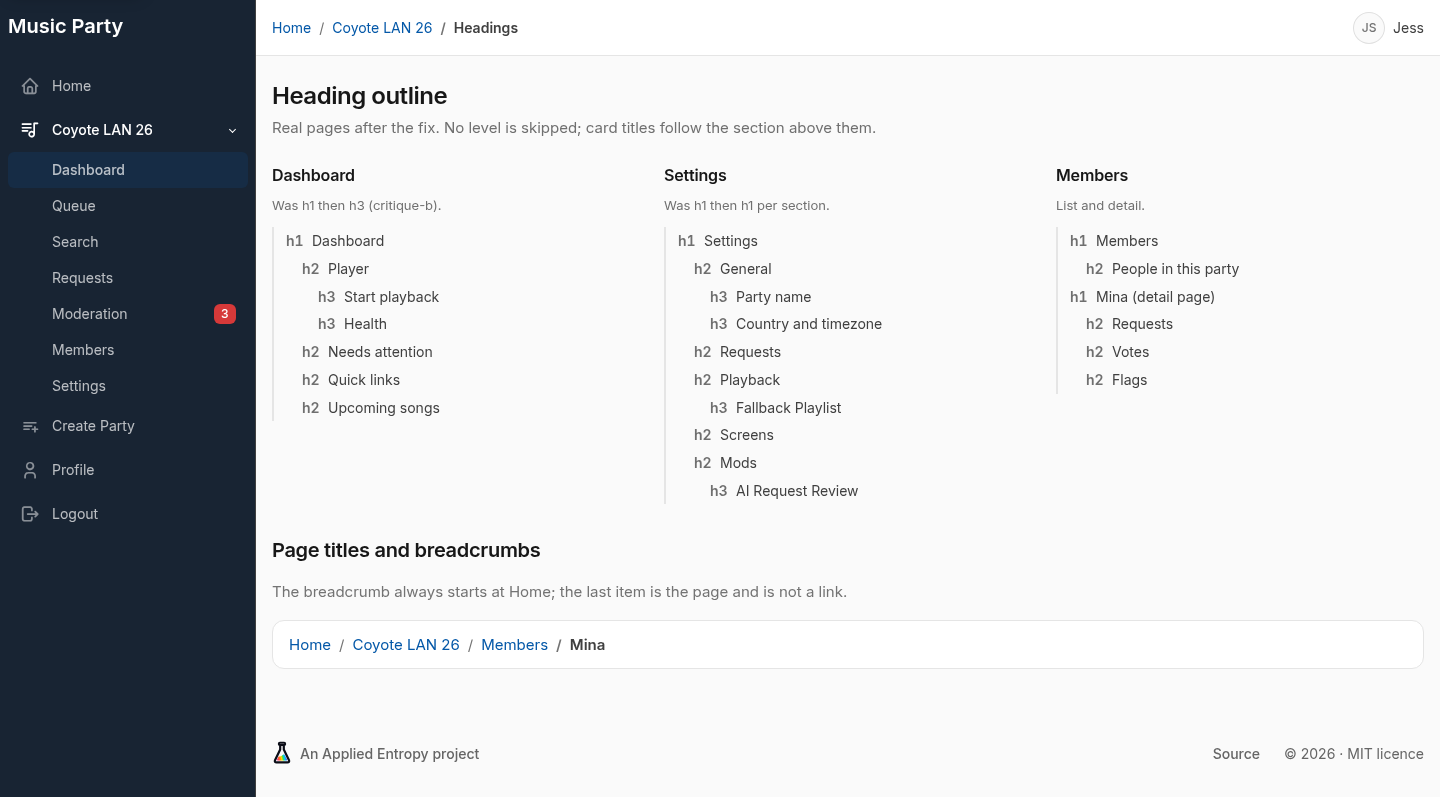 Music Party
Home
Coyote LAN 26
Dashboard
Queue
Search
Requests
Moderation 3
Members
Settings
Create Party
Profile
Logout
Home / Coyote LAN 26 / Headings
JS Jess
Heading outline
Real pages after the fix. No level is skipped; card titles follow the section above them.
Dashboard
Was h1 then h3 (critique-b).
h1 Dashboard
h2 Player
h3 Start playback
h3 Health
h2 Needs attention
h2 Quick links
h2 Upcoming songs
Settings
Was h1 then h1 per section.
h1 Settings
h2 General
h3 Party name
h3 Country and timezone
h2 Requests
h2 Playback
h3 Fallback Playlist
h2 Screens
h2 Mods
h3 AI Request Review
Members
List and detail.
h1 Members
h2 People in this party
h1 Mina (detail page)
h2 Requests
h2 Votes
h2 Flags
Page titles and breadcrumbs
The breadcrumb always starts at Home; the last item is the page and is not a link.
Home / Coyote LAN 26 / Members / Mina
An Applied Entropy project
Source © 2026 · MIT licence